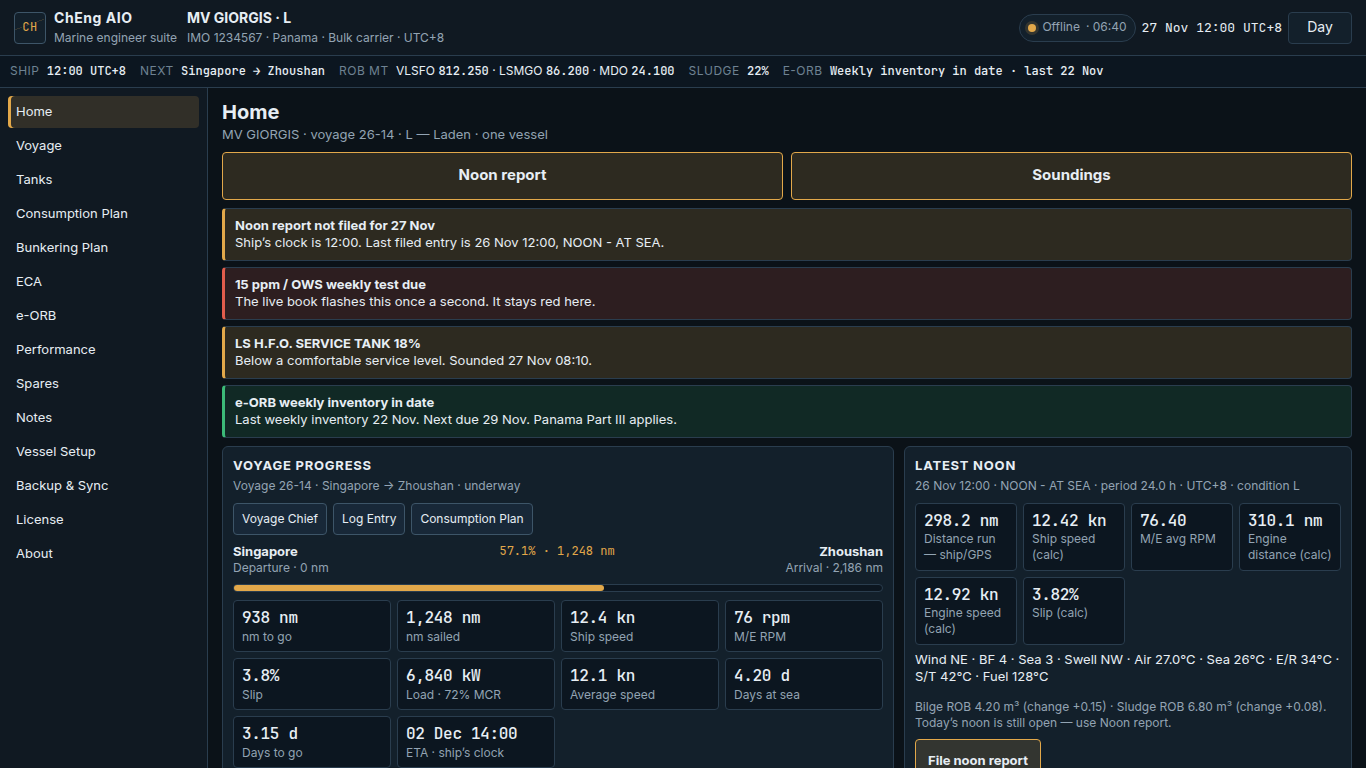 CH
ChEng AIO
Marine engineer suite
MV GIORGIS · L
IMO 1234567 · Panama · Bulk carrier · UTC+8
Offline · 06:40
27 Nov 12:00 UTC+8
Day
SHIP 12:00 UTC+8 NEXT Singapore → Zhoushan ROB MT VLSFO 812.250 · LSMGO 86.200 · MDO 24.100 SLUDGE 22% E-ORB Weekly inventory in date · last 22 Nov
Home
Voyage
Tanks
Consumption Plan
Bunkering Plan
ECA
e-ORB
Performance
Spares
Notes
Vessel Setup
Backup & Sync
License
About
Home
MV GIORGIS · voyage 26-14 · L — Laden · one vessel
Noon report
Soundings
Noon report not filed for 27 Nov
Ship's clock is 12:00. Last filed entry is 26 Nov 12:00, NOON - AT SEA.
15 ppm / OWS weekly test due
The live book flashes this once a second. It stays red here.
LS H.F.O. SERVICE TANK 18%
Below a comfortable service level. Sounded 27 Nov 08:10.
e-ORB weekly inventory in date
Last weekly inventory 22 Nov. Next due 29 Nov. Panama Part III applies.
VOYAGE PROGRESS
Voyage 26-14 · Singapore → Zhoushan · underway
Voyage Chief
Log Entry
Consumption Plan
Singapore
57.1% · 1,248 nm
Zhoushan
Departure · 0 nm
Arrival · 2,186 nm
938 nm
nm to go
1,248 nm
nm sailed
12.4 kn
Ship speed
76 rpm
M/E RPM
3.8%
Slip
6,840 kW
Load · 72% MCR
12.1 kn
Average speed
4.20 d
Days at sea
3.15 d
Days to go
02 Dec 14:00
ETA · ship's clock
LATEST NOON
26 Nov 12:00 · NOON - AT SEA · period 24.0 h · UTC+8 · condition L
298.2 nm
Distance run
— ship/GPS
12.42 kn
Ship speed
(calc)
76.40
M/E avg RPM
310.1 nm
Engine
distance (calc)
12.92 kn
Engine speed
(calc)
3.82%
Slip (calc)
Wind NE · BF 4 · Sea 3 · Swell NW · Air 27.0°C · Sea 26°C · E/R 34°C ·
S/T 42°C · Fuel 128°C
Bilge ROB 4.20 m³ (change +0.15) · Sludge ROB 6.80 m³ (change +0.08).
Today's noon is still open — use Noon report.
File noon report